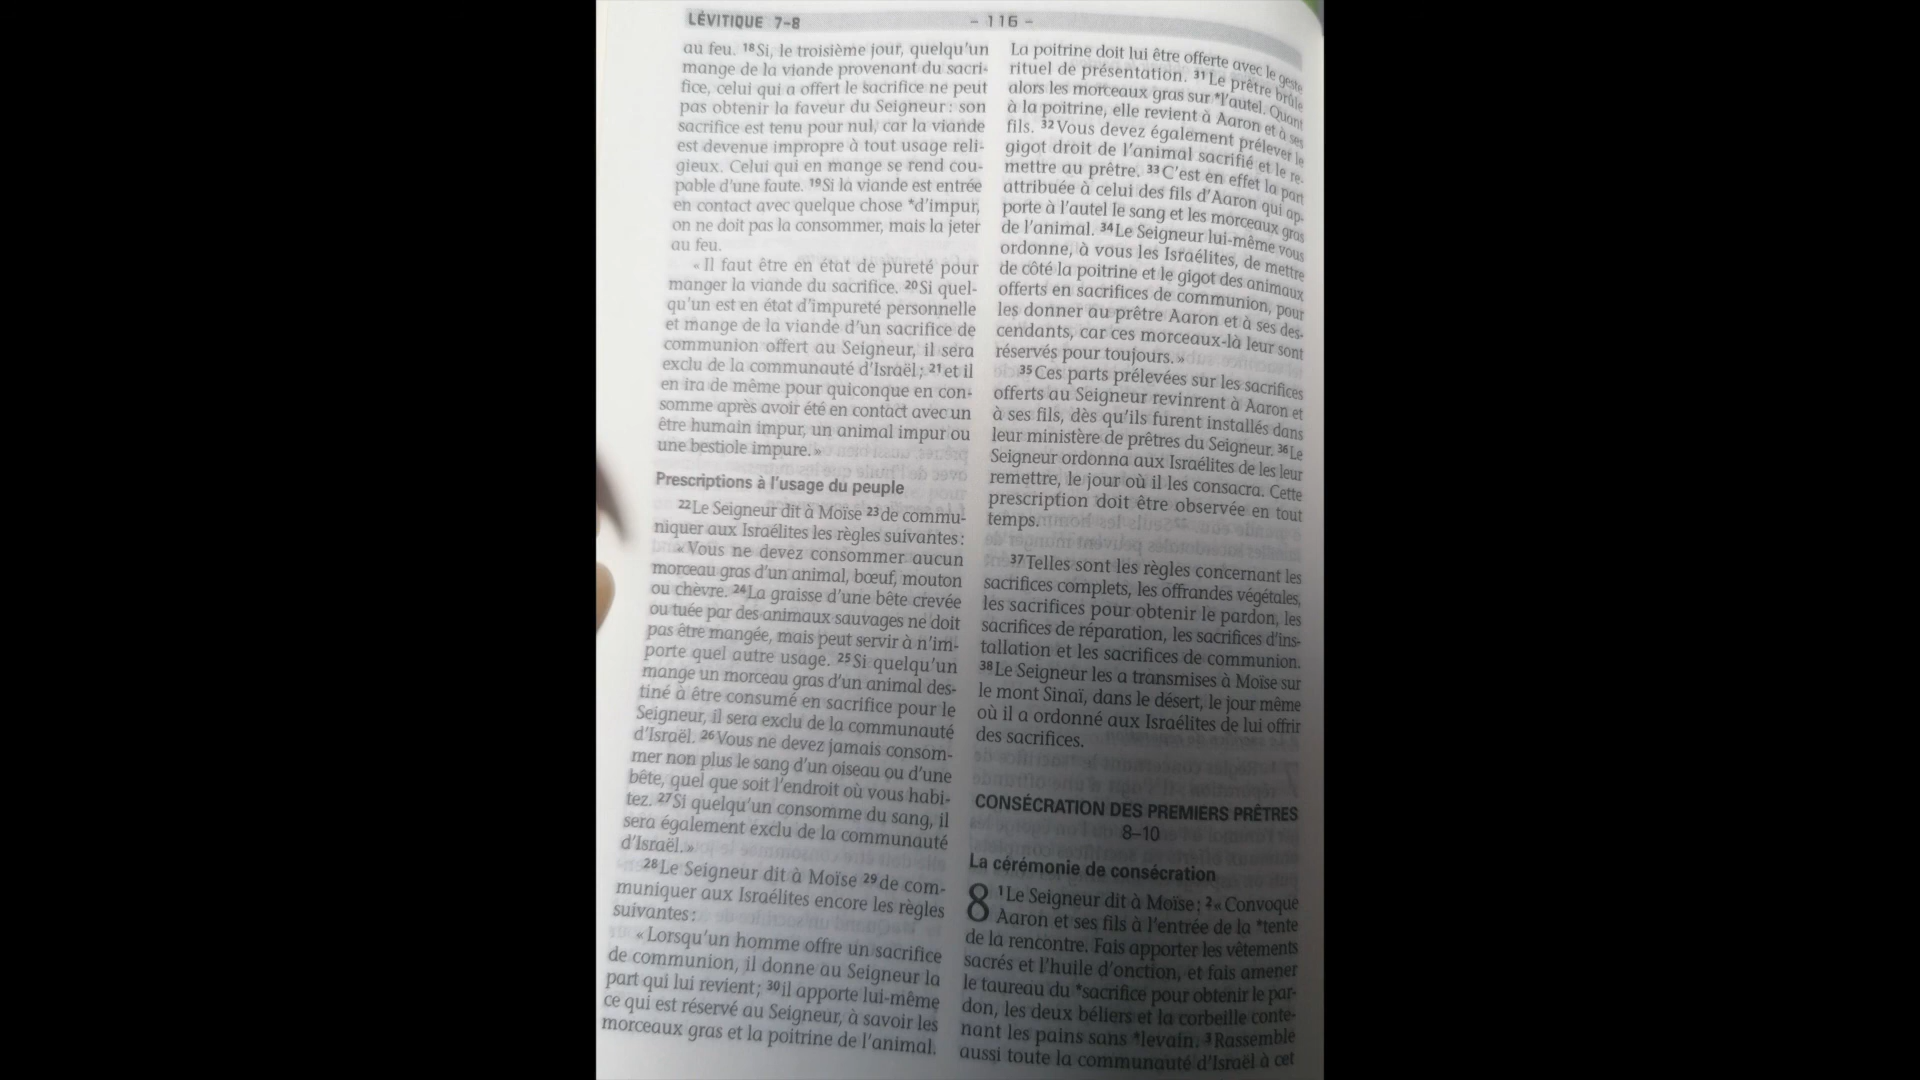 LÉVITIQUE 7-8
- 116 -
au feu. 18Si, le troisième jour, quelqu'un
mange de la viande provenant du sacri-
fice, celui qui a offert le sacrifice ne peut
pas obtenir la faveur du Seigneur : son
sacrifice est tenu pour nul, car la viande
est devenue impropre à tout usage reli-
gieux. Celui qui en mange se rend cou-
pable d'une faute. 19Si la viande est entrée
en contact avec quelque chose *d'impur,
on ne doit pas la consommer, mais la jeter
au feu.
« Il faut être en état de pureté pour
manger la viande du sacrifice. 20Si quel-
qu'un est en état d'impureté personnelle
et mange de la viande d'un sacrifice de
communion offert au Seigneur, il sera
exclu de la communauté d'Israël ; 21et il
en ira de même pour quiconque en con-
somme après avoir été en contact avec un
être humain impur, un animal impur ou
une bestiole impure. »
Prescriptions à l'usage du peuple
22Le Seigneur dit à Moïse 23de commu-
niquer aux Israélites les règles suivantes :
« Vous ne devez consommer aucun
morceau gras d'un animal, bœuf, mouton
ou chèvre. 24La graisse d'une bête crevée
ou tuée par des animaux sauvages ne doit
pas être mangée, mais peut servir à n'im-
porte quel autre usage. 25Si quelqu'un
mange un morceau gras d'un animal des-
tiné à être consumé en sacrifice pour le
Seigneur, il sera exclu de la communauté
d'Israël. 26Vous ne devez jamais consom-
mer non plus le sang d'un oiseau ou d'une
bête, quel que soit l'endroit où vous habi-
tez. 27Si quelqu'un consomme du sang, il
sera également exclu de la communauté
d'Israël. »
28Le Seigneur dit à Moïse 29de com-
muniquer aux Israélites encore les règles
suivantes :
« Lorsqu'un homme offre un sacrifice
de communion, il donne au Seigneur la
part qui lui revient ; 30il apporte lui-même
ce qui est réservé au Seigneur, à savoir les
morceaux gras et la poitrine de l'animal.
La poitrine doit lui être offerte avec le geste
rituel de présentation. 31Le prêtre brûle
alors les morceaux gras sur *l'autel. Quant
à la poitrine, elle revient à Aaron et à ses
fils. 32Vous devez également prélever le
gigot droit de l'animal sacrifié et le re-
mettre au prêtre. 33C'est en effet la part
attribuée à celui des fils d'Aaron qui ap-
porte à l'autel le sang et les morceaux gras
de l'animal. 34Le Seigneur lui-même vous
ordonne, à vous les Israélites, de mettre
de côté la poitrine et le gigot des animaux
offerts en sacrifices de communion, pour
les donner au prêtre Aaron et à ses des-
cendants, car ces morceaux-là leur sont
réservés pour toujours. »
35Ces parts prélevées sur les sacrifices
offerts au Seigneur revinrent à Aaron et
à ses fils, dès qu'ils furent installés dans
leur ministère de prêtres du Seigneur. 36Le
Seigneur ordonna aux Israélites de les leur
remettre, le jour où il les consacra. Cette
prescription doit être observée en tout
temps.
37Telles sont les règles concernant les
sacrifices complets, les offrandes végétales,
les sacrifices pour obtenir le pardon, les
sacrifices de réparation, les sacrifices d'ins-
tallation et les sacrifices de communion.
38Le Seigneur les a transmises à Moïse sur
le mont Sinaï, dans le désert, le jour même
où il a ordonné aux Israélites de lui offrir
des sacrifices.
CONSÉCRATION DES PREMIERS PRÊTRES
8–10
La cérémonie de consécration
8 1Le Seigneur dit à Moïse : 2« Convoque
Aaron et ses fils à l'entrée de la *tente
de la rencontre. Fais apporter les vêtements
sacrés et l'huile d'onction, et fais amener
le taureau du *sacrifice pour obtenir le par-
don, les deux béliers et la corbeille conte-
nant les pains sans *levain. 3Rassemble
aussi toute la communauté d'Israël à cet